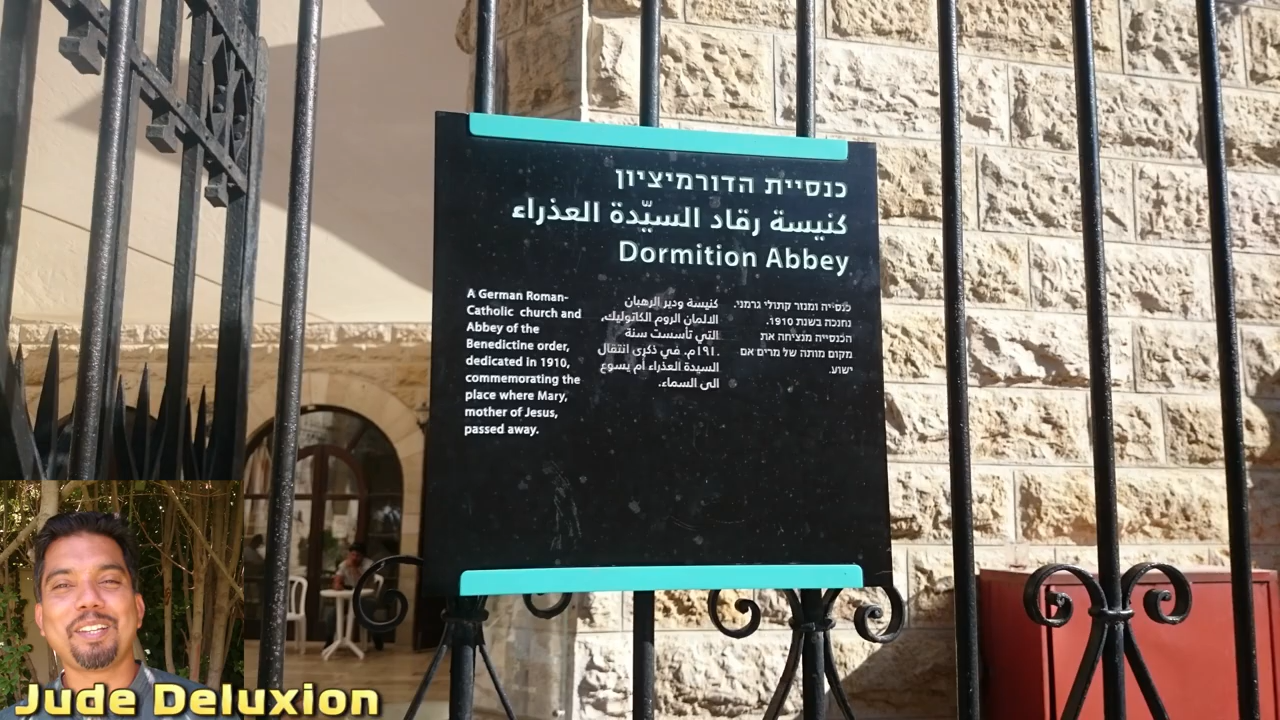 כנסיית הדורמיציון
كنيسة رقاد السيّدة العذراء
Dormition Abbey
A German Roman-
Catholic church and
Abbey of the
Benedictine order,
dedicated in 1910,
commemorating the
place where Mary,
mother of Jesus,
passed away.
كنيسة ودير الرهبان
الالمان الروم الكاثوليك،
التي تأسست سنة
١٩١٠م. في ذكرى انتقال
السيدة العذراء أم يسوع
الى السماء.
כנסייה ומנזר קתולי גרמני.
נחנכה בשנת 1910.
הכנסייה מנציחה את
מקום מותה של מרים אם
ישוע.
Jude Deluxion